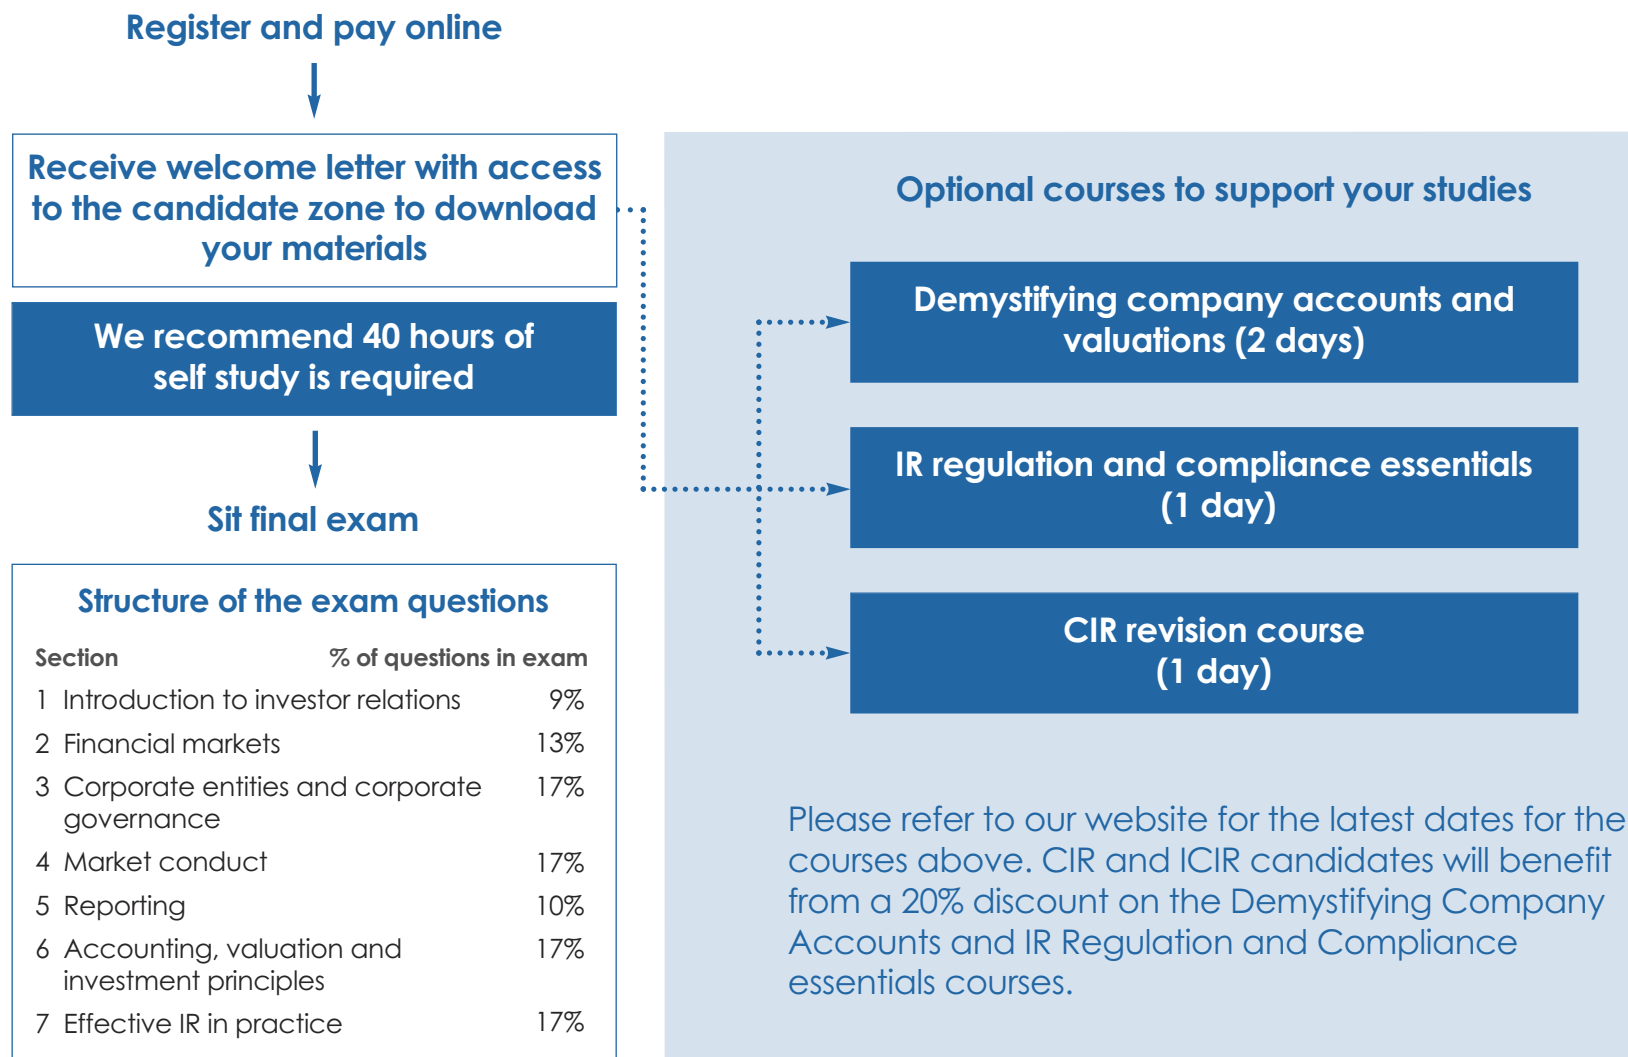 Register and pay online
Receive welcome letter with access
to the candidate zone to download
your materials
We recommend 40 hours of
self study is required
Sit final exam
Structure of the exam questions
Section % of questions in exam
1 Introduction to investor relations 9%
2 Financial markets 13%
3 Corporate entities and corporate 17%
governance
4 Market conduct 17%
5 Reporting 10%
6 Accounting, valuation and 17%
investment principles
7 Effective IR in practice 17%
Optional courses to support your studies
Demystifying company accounts and
valuations (2 days)
IR regulation and compliance essentials
(1 day)
CIR revision course
(1 day)
Please refer to our website for the latest dates for the
courses above. CIR and ICIR candidates will benefit
from a 20% discount on the Demystifying Company
Accounts and IR Regulation and Compliance
essentials courses.